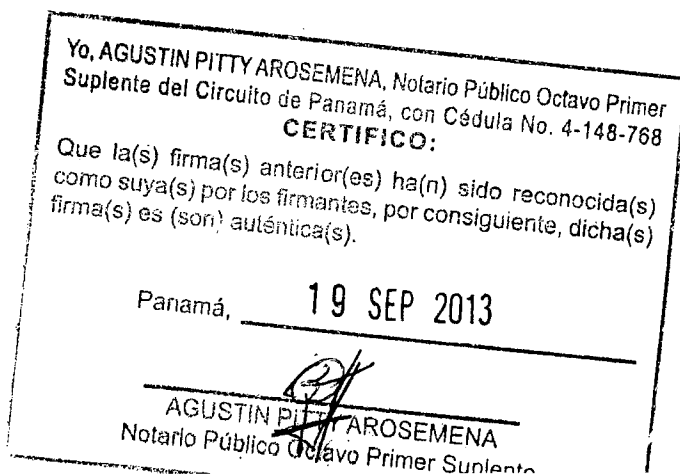 Yo, AGUSTIN PITTY AROSEMENA, Notario Público Octavo Primer
Suplente del Circuito de Panamá, con Cédula No. 4-148-768
CERTIFICO:
Que la(s) firma(s) anterior(es) ha(n) sido reconocida(s)
como suya(s) por los firmantes, por consiguiente, dicha(s)
firma(s) es (son) auténtica(s).
Panamá, 19 SEP 2013
AGUSTIN PITTY AROSEMENA
Notario Público Octavo Primer Suplente